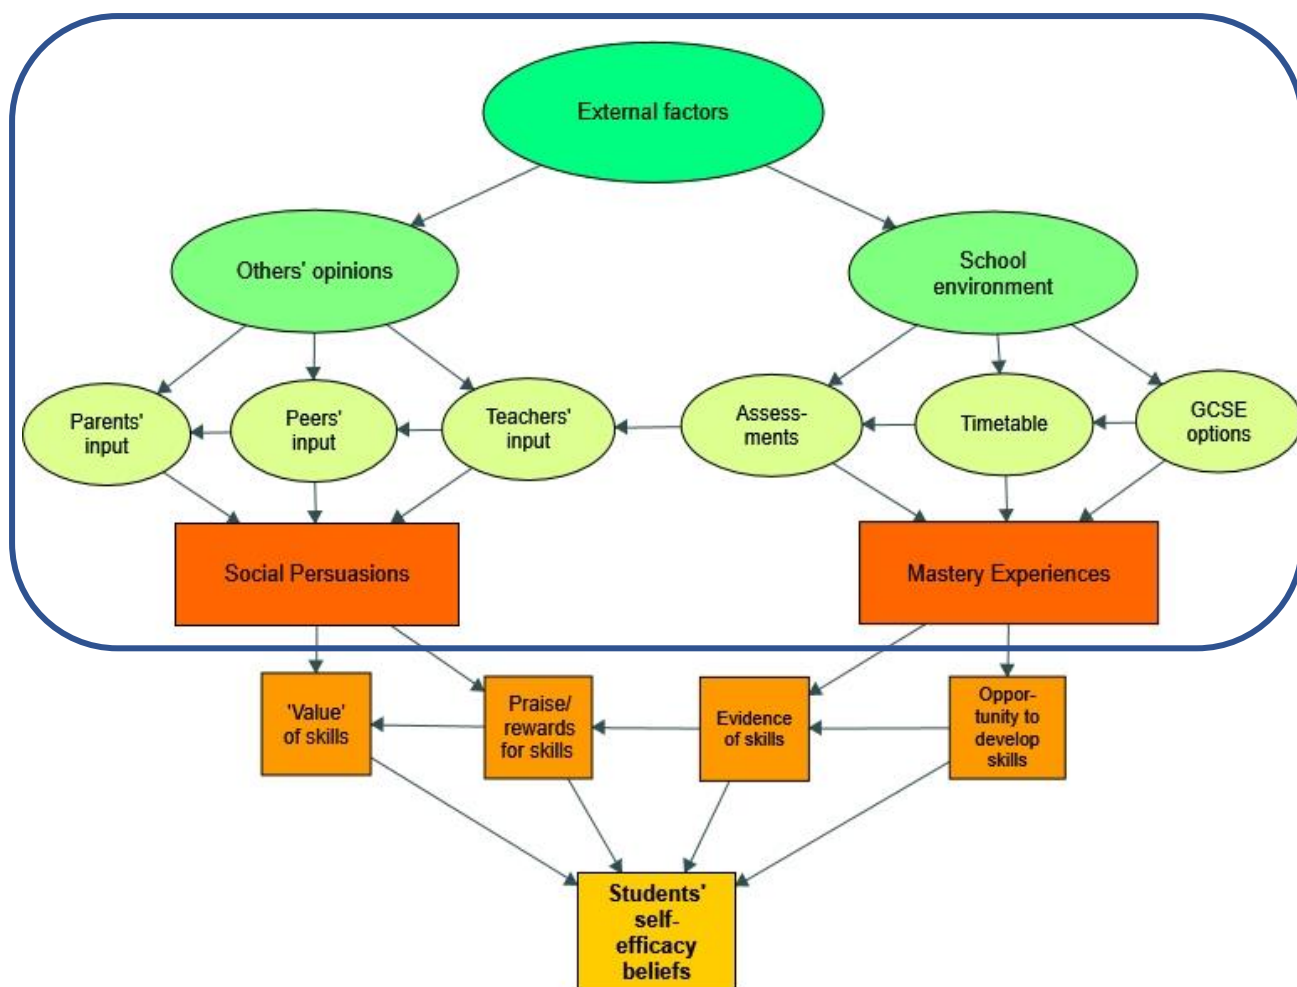 External factors
Others' opinions
School
environment
Parents'
input
Peers'
input
Teachers'
input
Assess-
ments
Timetable
GCSE
options
Social Persuasions
Mastery Experiences
'Value'
of skills
Praise/
rewards
for skills
Evidence
of skills
Oppor-
tunity to
develop
skills
Students'
self-
efficacy
beliefs